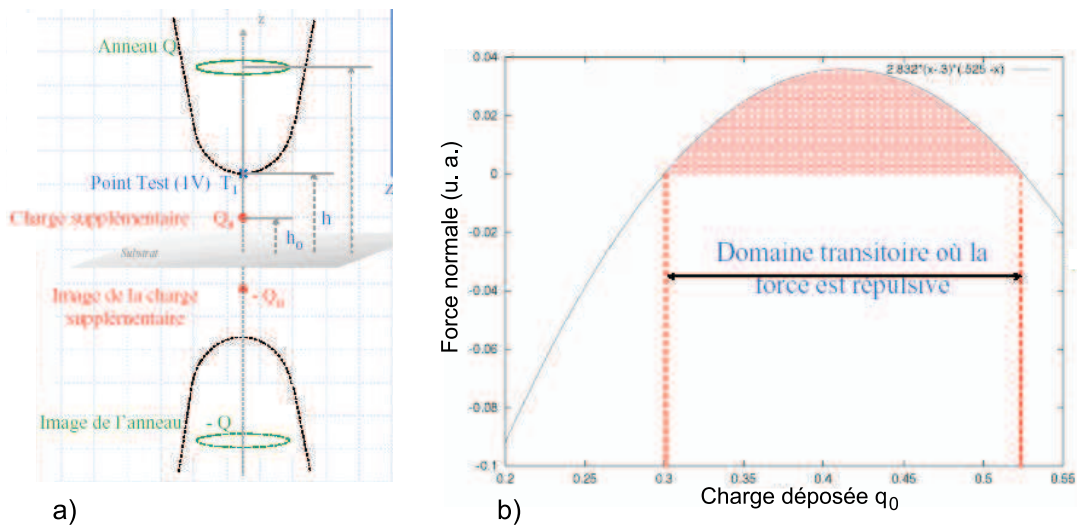 z
Anneau Q
Point Test (1V) T₁
Z
Charge supplémentaire
h
h₀
Substrat
Image de la charge
supplémentaire
Image de l'anneau - Q
a)
0.04
0.02
0
-0.02
-0.04
-0.06
-0.08
-0.1
2.832*(x-.3)*(.525 -x)
Domaine transitoire où la
force est répulsive
Force normale (u. a.)
0.2
0.25
0.3
0.35
0.4
0.45
0.5
0.55
Charge déposée q₀
b)